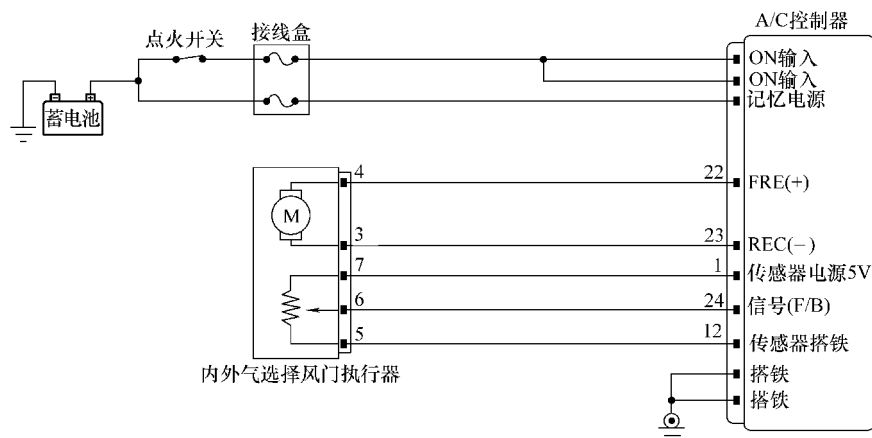 A/C控制器
点火开关
接线盒
ON输入
ON输入
记忆电源
蓄电池
M
4
22
FRE(+)
3
23
REC(−)
7
1
传感器电源5V
6
24
信号(F/B)
5
12
传感器搭铁
内外气选择风门执行器
搭铁
搭铁